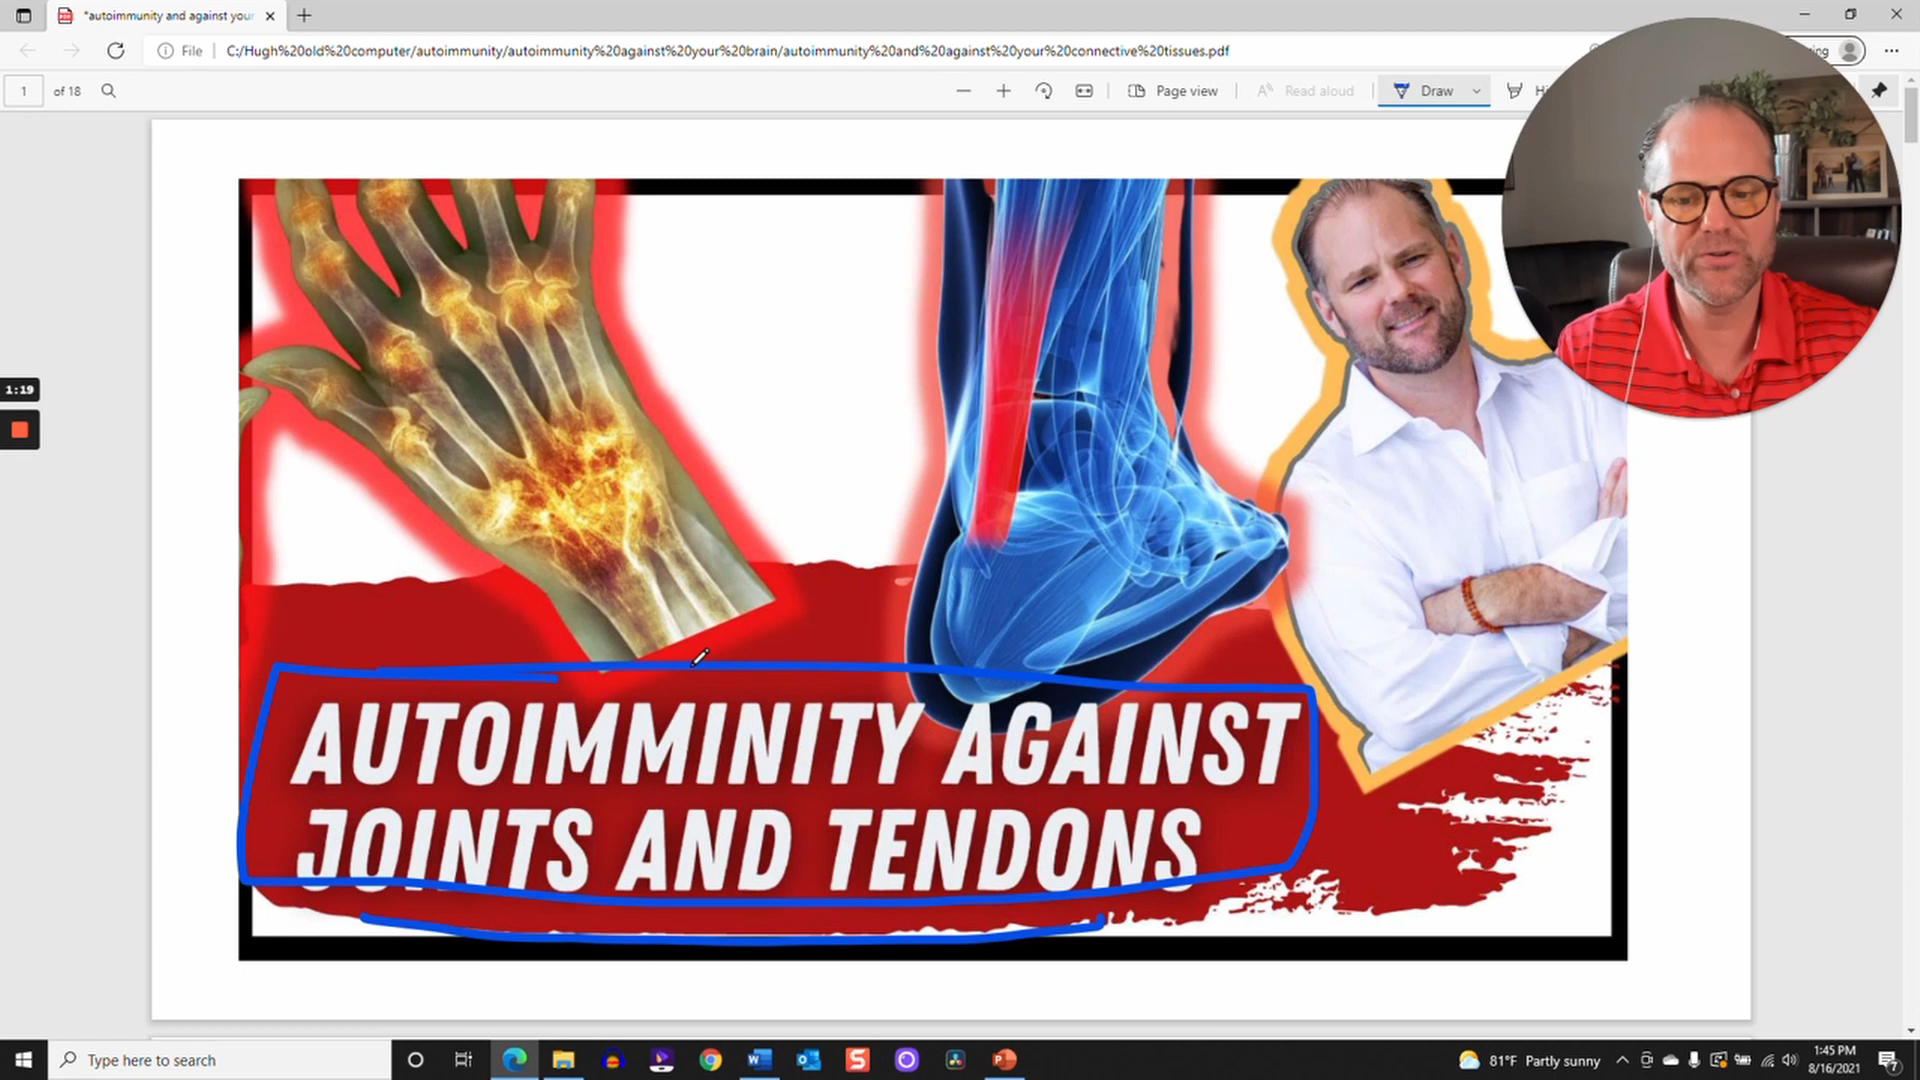 *autoimmunity and against your
File
C:/Hugh%20old%20computer/autoimmunity/autoimmunity%20against%20your%20brain/autoimmunity%20and%20against%20your%20connective%20tissues.pdf
1
of 18
Page view
Read aloud
Draw
1:19
AUTOIMMINITY AGAINST
JOINTS AND TENDONS
Type here to search
81°F Partly sunny
1:45 PM
8/16/2021